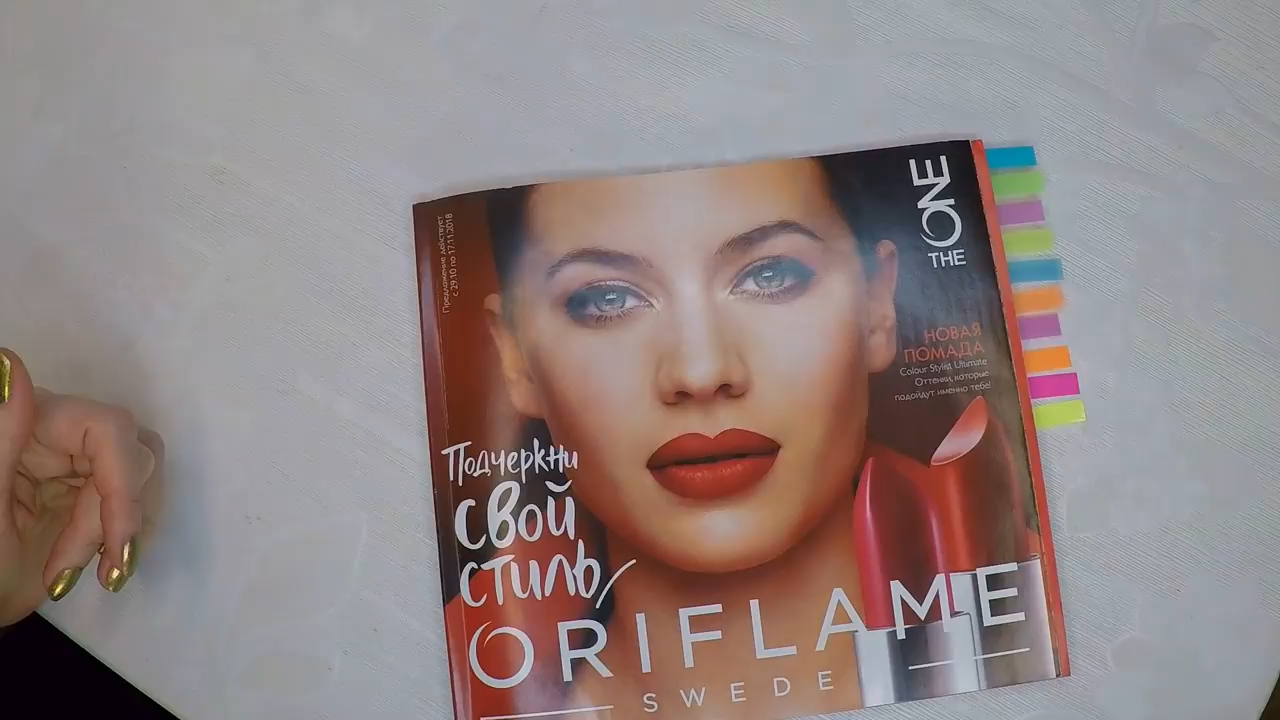 Предложение действует
с 29.10 по 17.11.2018
THE ONE
НОВАЯ
ПОМАДА
Colour Stylist Ultimate
Оттенки, которые
подойдут именно тебе!
Подчеркни
свой
стиль
ORIFLAME
SWEDE